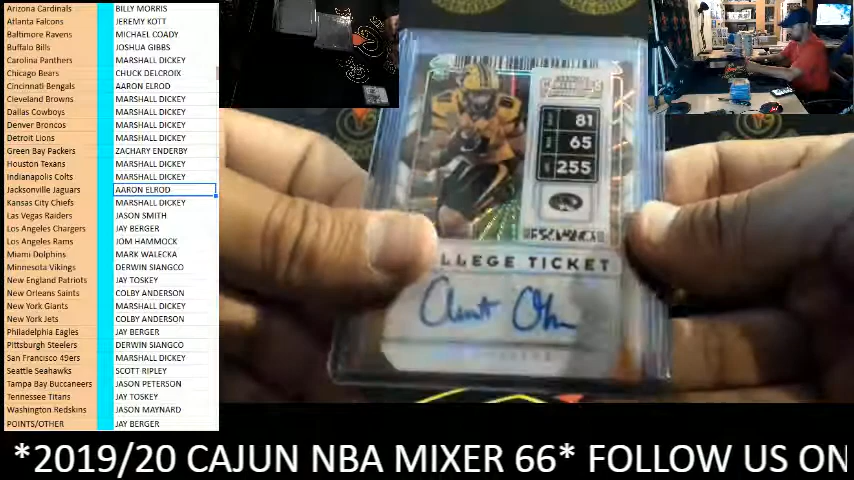 Arizona Cardinals BILLY MORRIS
Atlanta Falcons JEREMY KOTT
Baltimore Ravens MICHAEL COADY
Buffalo Bills JOSHUA GIBBS
Carolina Panthers MARSHALL DICKEY
Chicago Bears CHUCK DELCROIX
Cincinnati Bengals AARON ELROD
Cleveland Browns MARSHALL DICKEY
Dallas Cowboys MARSHALL DICKEY
Denver Broncos MARSHALL DICKEY
Detroit Lions MARSHALL DICKEY
Green Bay Packers ZACHARY ENDERBY
Houston Texans MARSHALL DICKEY
Indianapolis Colts MARSHALL DICKEY
Jacksonville Jaguars AARON ELROD
Kansas City Chiefs MARSHALL DICKEY
Las Vegas Raiders JASON SMITH
Los Angeles Chargers JAY BERGER
Los Angeles Rams JOM HAMMOCK
Miami Dolphins MARK WALECKA
Minnesota Vikings DERWIN SIANGCO
New England Patriots JAY TOSKEY
New Orleans Saints COLBY ANDERSON
New York Giants MARSHALL DICKEY
New York Jets COLBY ANDERSON
Philadelphia Eagles JAY BERGER
Pittsburgh Steelers DERWIN SIANGCO
San Francisco 49ers MARSHALL DICKEY
Seattle Seahawks SCOTT RIPLEY
Tampa Bay Buccaneers JASON PETERSON
Tennessee Titans JAY TOSKEY
Washington Redskins JASON MAYNARD
POINTS/OTHER JAY BERGER
81
65
255
LLEGE TICKET
*2019/20 CAJUN NBA MIXER 66* FOLLOW US ON